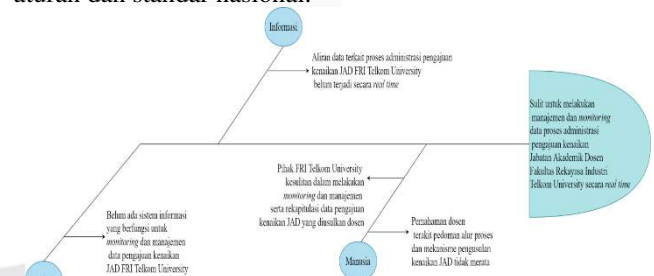 aturan dan standar nasional.
Informasi
Aliran data terkait proses administrasi pengajuan
kenaikan JAD FRI Telkom University
belum terjadi secara real time
Sulit untuk melakukan
manajemen dan monitoring
data proses administrasi
pengajuan kenaikan
Jabatan Akademik Dosen
Fakultas Rekayasa Industri
Telkom University secara real time
Pihak FRI Telkom University
kesulitan dalam melakukan
monitoring dan manajemen
serta rekapitulasi data pengajuan
kenaikan JAD yang diusulkan dosen
Belum ada sistem informasi
yang berfungsi untuk
monitoring dan manajemen
data pengajuan kenaikan
JAD FRI Telkom University
Pemahaman dosen
terakit pedoman alur proses
dan mekanisme pengusulan
kenaikan JAD tidak merata
Manusia